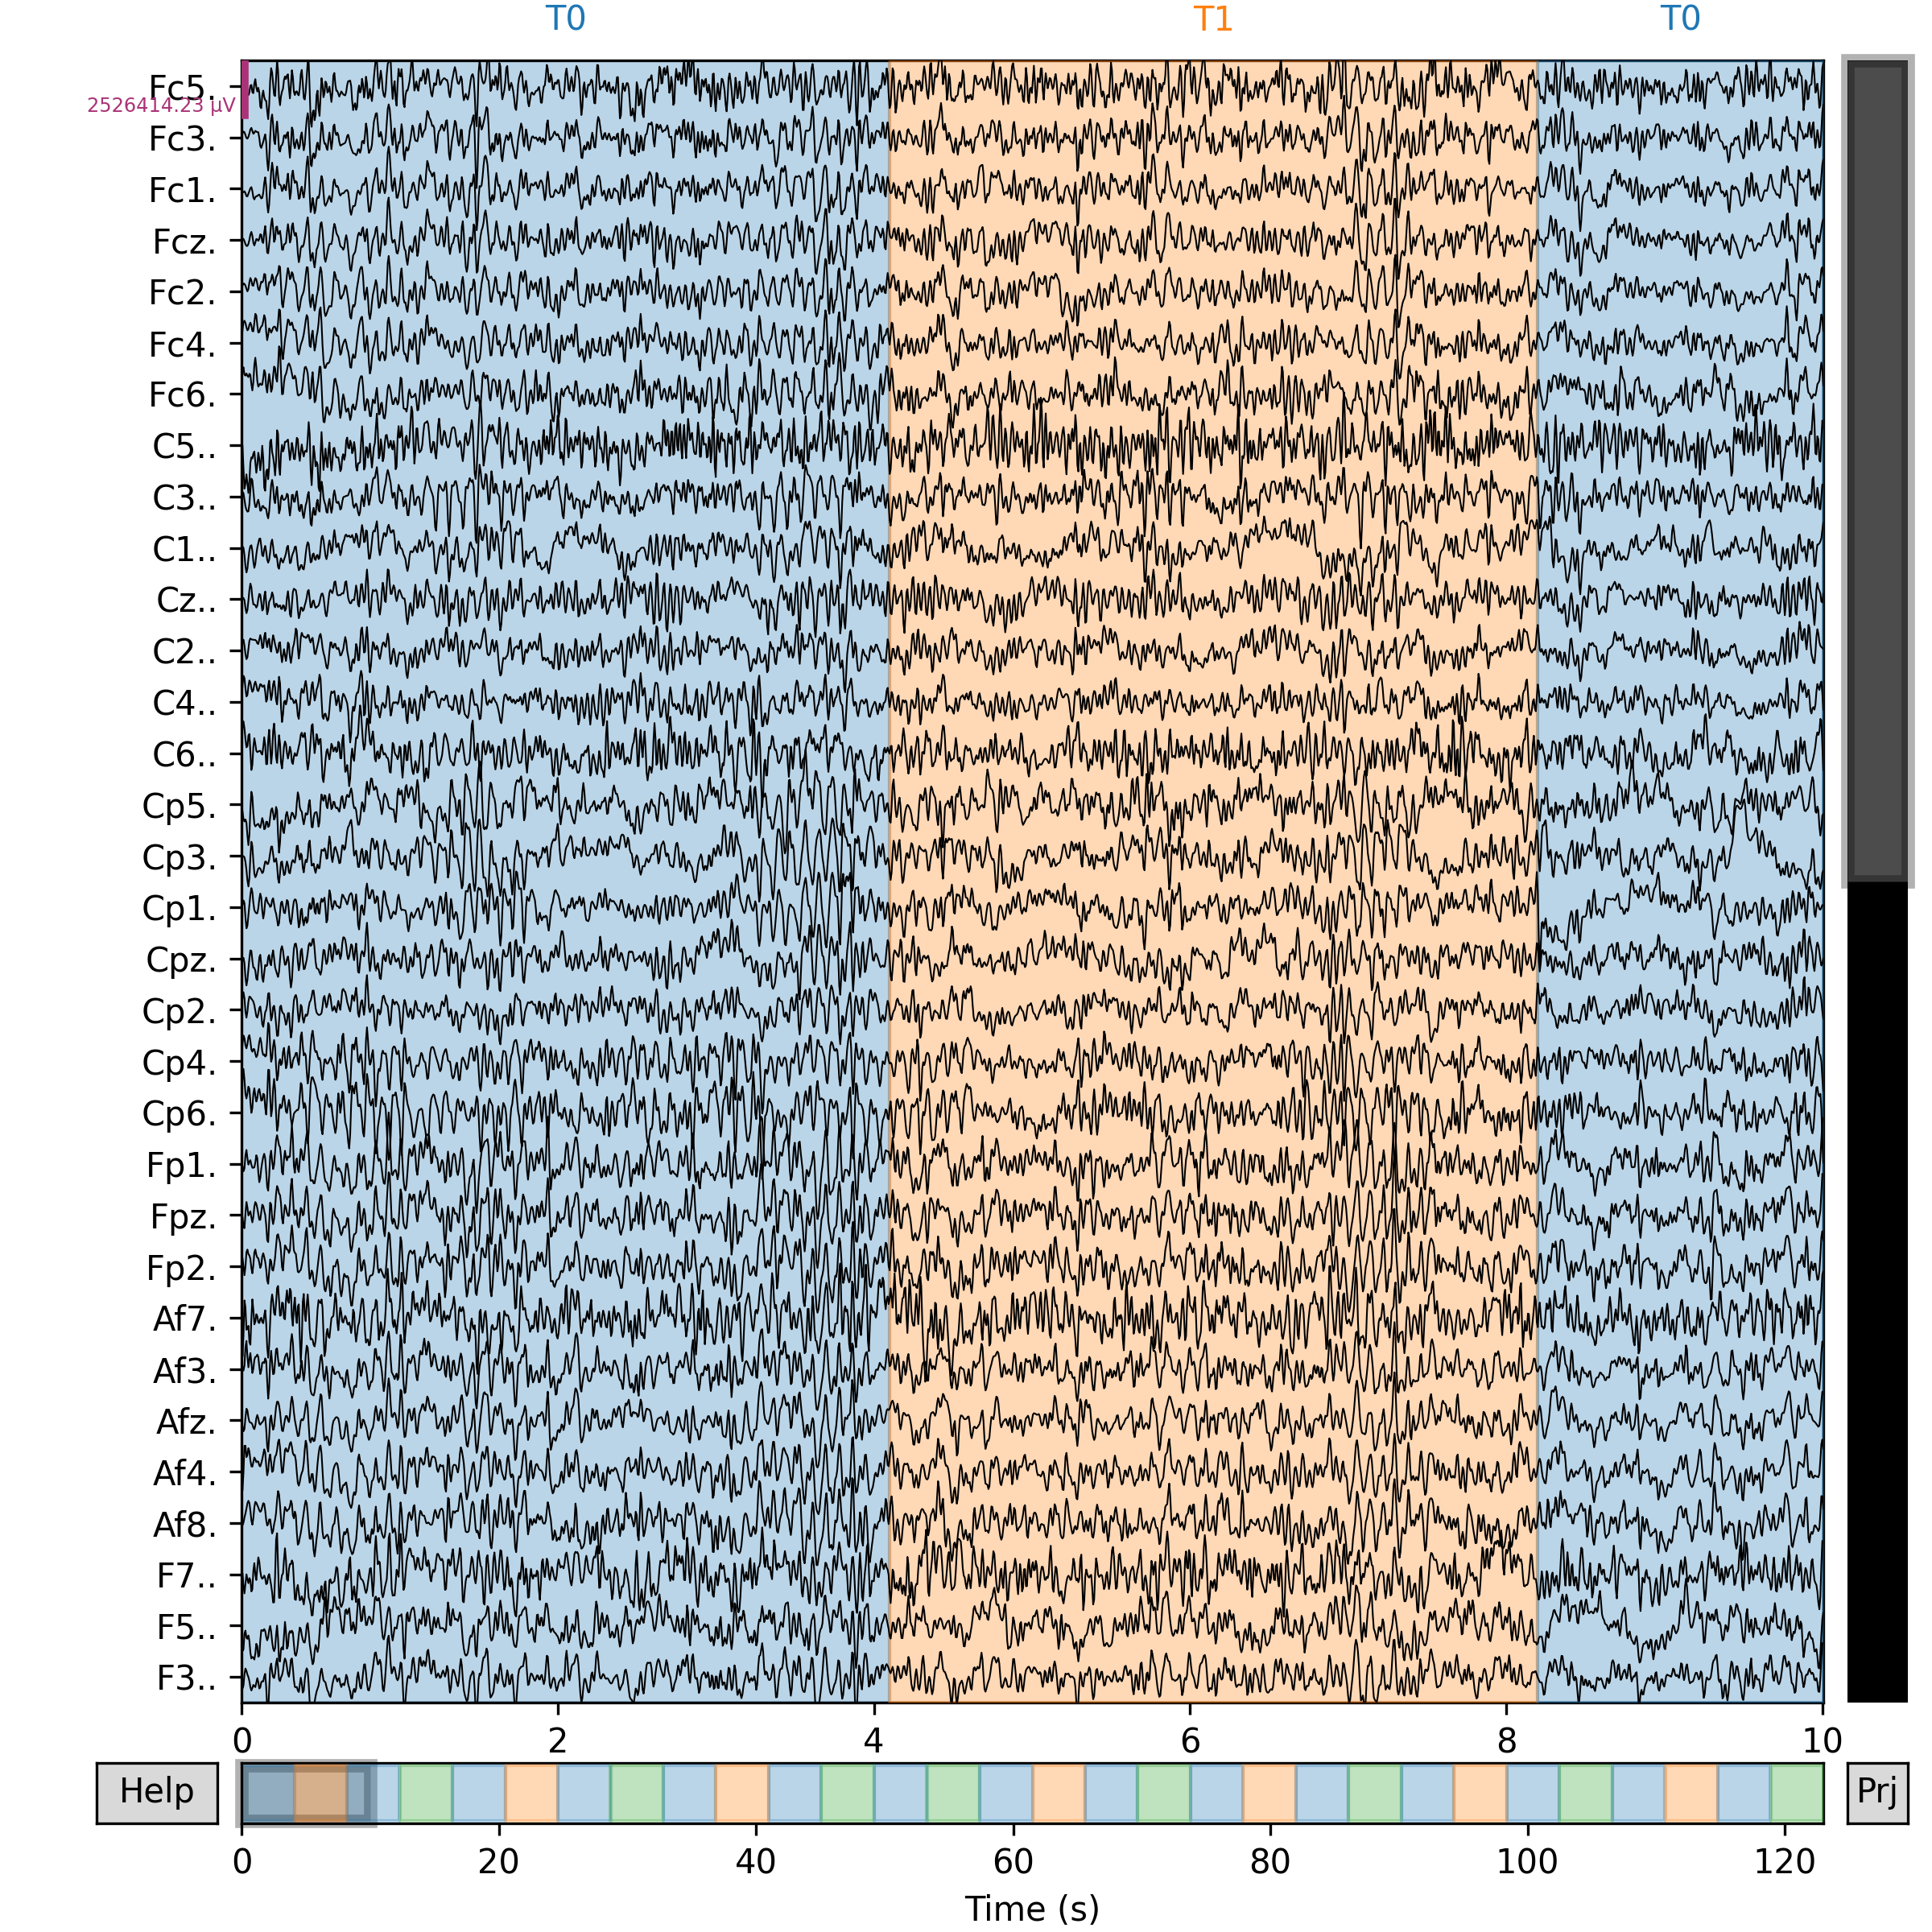 T0 T1 T0
Fc5.
2526414.23 µV
Fc3.
Fc1.
Fcz.
Fc2.
Fc4.
Fc6.
C5..
C3..
C1..
Cz..
C2..
C4..
C6..
Cp5.
Cp3.
Cp1.
Cpz.
Cp2.
Cp4.
Cp6.
Fp1.
Fpz.
Fp2.
Af7.
Af3.
Afz.
Af4.
Af8.
F7..
F5..
F3..
0 2 4 6 8 10
Help Prj
0 20 40 60 80 100 120
Time (s)